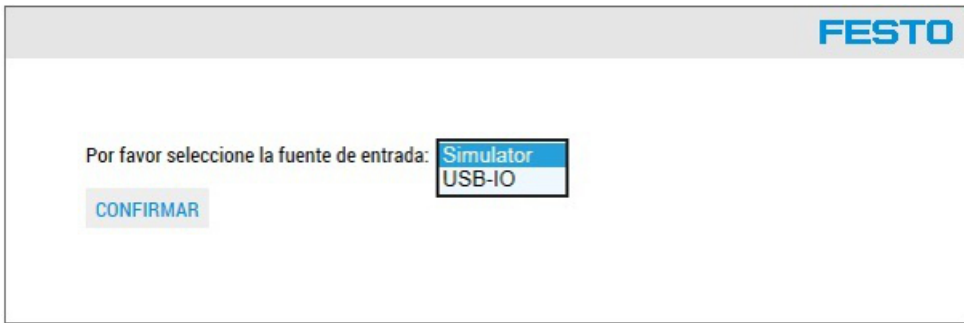 FESTO
Por favor seleccione la fuente de entrada: Simulator
USB-IO
CONFIRMAR